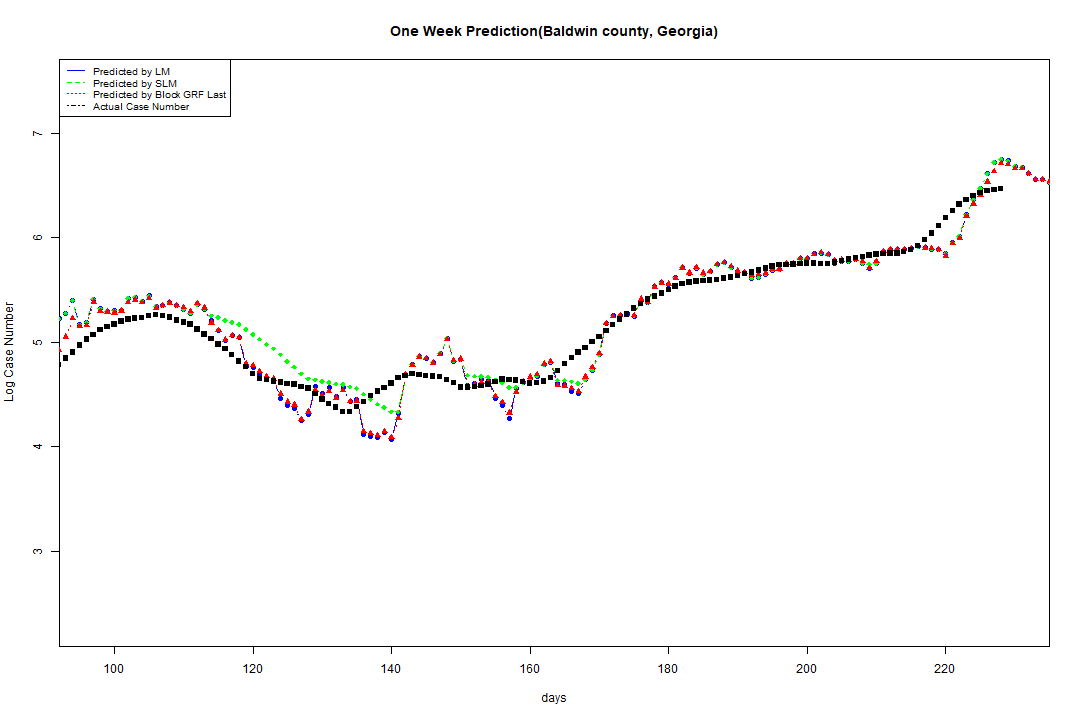 One Week Prediction(Baldwin county, Georgia)
Predicted by LM
Predicted by SLM
Predicted by Block GRF Last
Actual Case Number
7
6
5
4
3
Log Case Number
100 120 140 160 180 200 220
days